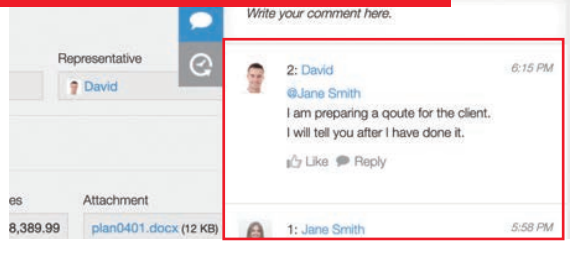 Write your comment here.
Representative
David
2: David
6:15 PM
@Jane Smith
I am preparing a qoute for the client.
I will tell you after I have done it.
Like Reply
es
Attachment
8,389.99
plan0401.docx (12 KB)
1: Jane Smith
5:58 PM